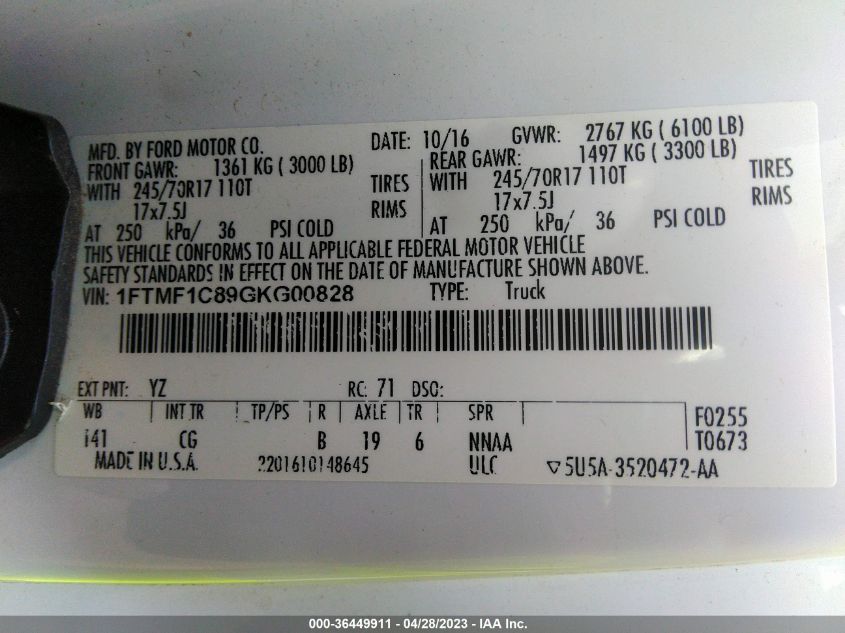 MFD. BY FORD MOTOR CO. DATE: 10/16 GVWR: 2767 KG ( 6100 LB)
FRONT GAWR: 1361 KG ( 3000 LB) REAR GAWR: 1497 KG ( 3300 LB)
WITH 245/70R17 110T TIRES WITH 245/70R17 110T TIRES
17x7.5J RIMS 17x7.5J RIMS
AT 250 kPa/ 36 PSI COLD AT 250 kPa/ 36 PSI COLD
THIS VEHICLE CONFORMS TO ALL APPLICABLE FEDERAL MOTOR VEHICLE
SAFETY STANDARDS IN EFFECT ON THE DATE OF MANUFACTURE SHOWN ABOVE.
VIN: 1FTMF1C89GKG00828 TYPE: Truck
EXT PNT: YZ RC: 71 DSO:
WB INT TR TP/PS R AXLE TR SPR F0255
141 CG B 19 6 NNAA T0673
MADE IN U.S.A. 2201610148645 ULC ▽5U5A-3520472-AA
000-36449911 - 04/28/2023 - IAA Inc.